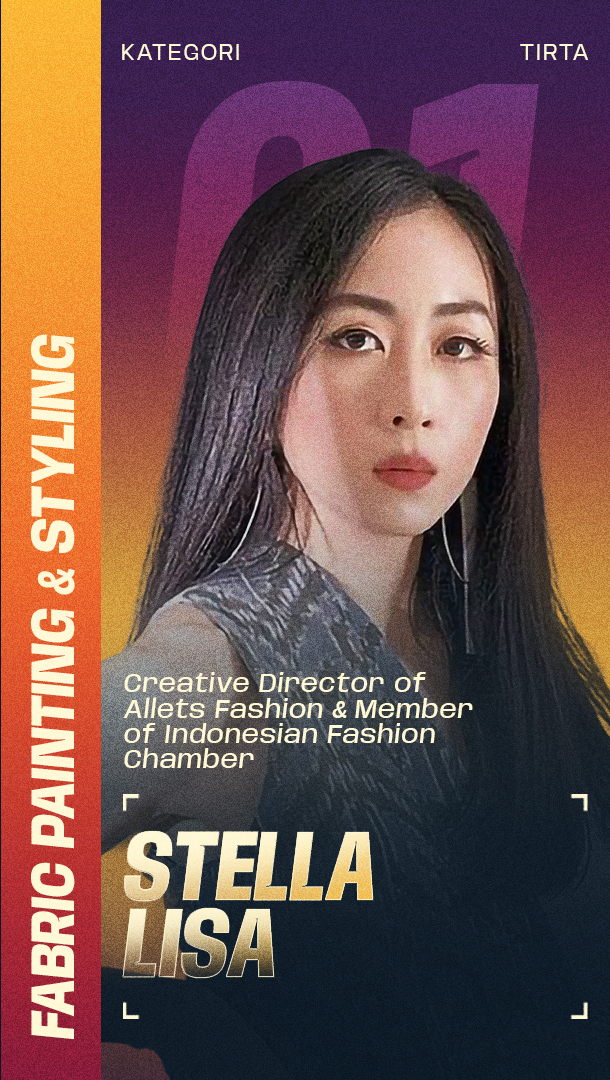 KATEGORI
TIRTA
01
FABRIC PAINTING & STYLING
Creative Director of
Allets Fashion & Member
of Indonesian Fashion
Chamber
STELLA
LISA